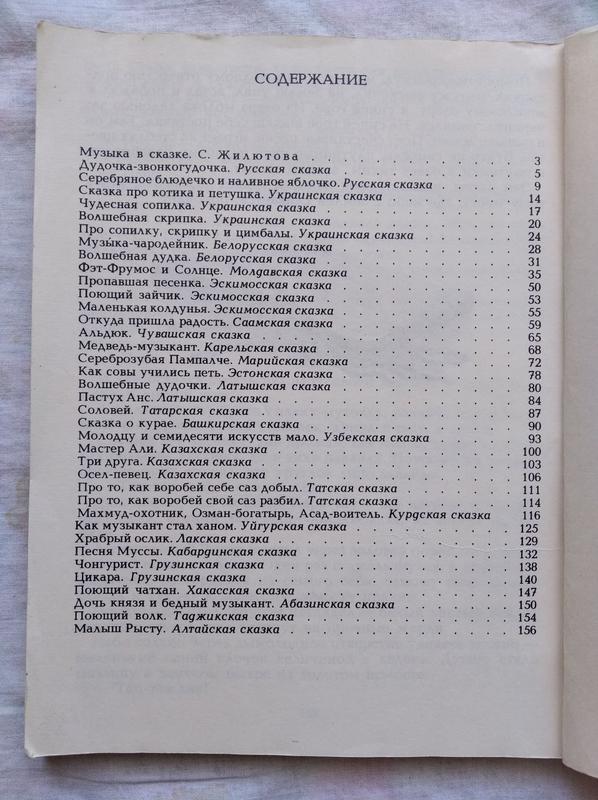 СОДЕРЖАНИЕ
Музыка в сказке. С. Жилютова . . . . . . . . . . . . 3
Дудочка-звонкогудочка. Русская сказка . . . . . . . . . . 5
Серебряное блюдечко и наливное яблочко. Русская сказка . . . . 9
Сказка про котика и петушка. Украинская сказка . . . . . . . 14
Чудесная сопилка. Украинская сказка . . . . . . . . . . 17
Волшебная скрипка. Украинская сказка . . . . . . . . . 20
Про сопилку, скрипку и цимбалы. Украинская сказка . . . . . 24
Музы́ка-чародейник. Белорусская сказка . . . . . . . . . 28
Волшебная дудка. Белорусская сказка . . . . . . . . . . 31
Фэт-Фрумос и Солнце. Молдавская сказка . . . . . . . . 35
Пропавшая песенка. Эскимосская сказка . . . . . . . . . 50
Поющий зайчик. Эскимосская сказка . . . . . . . . . . 53
Маленькая колдунья. Эскимосская сказка . . . . . . . . . 55
Откуда пришла радость. Саамская сказка . . . . . . . . . 59
Альдюк. Чувашская сказка . . . . . . . . . . . . . 65
Медведь-музыкант. Карельская сказка . . . . . . . . . . 68
Сереброзубая Пампалче. Марийская сказка . . . . . . . . 72
Как совы учились петь. Эстонская сказка . . . . . . . . . 78
Волшебные дудочки. Латышская сказка . . . . . . . . . 80
Пастух Анс. Латышская сказка . . . . . . . . . . . . 84
Соловей. Татарская сказка . . . . . . . . . . . . . 87
Сказка о курае. Башкирская сказка . . . . . . . . . . . 90
Молодцу и семидесяти искусств мало. Узбекская сказка . . . . 93
Мастер Али. Казахская сказка . . . . . . . . . . . . 100
Три друга. Казахская сказка . . . . . . . . . . . . . 103
Осел-певец. Казахская сказка . . . . . . . . . . . . 106
Про то, как воробей себе саз добыл. Татская сказка . . . . . . 111
Про то, как воробей свой саз разбил. Татская сказка . . . . . . 114
Махмуд-охотник, Озман-богатырь, Асад-воитель. Курдская сказка . 116
Как музыкант стал ханом. Уйгурская сказка . . . . . . . . 125
Храбрый ослик. Лакская сказка . . . . . . . . . . . . 129
Песня Муссы. Кабардинская сказка . . . . . . . . . . . 132
Чонгурист. Грузинская сказка . . . . . . . . . . . . 138
Цикара. Грузинская сказка . . . . . . . . . . . . . 140
Поющий чатхан. Хакасская сказка . . . . . . . . . . . 147
Дочь князя и бедный музыкант. Абазинская сказка . . . . . . 150
Поющий волк. Таджикская сказка . . . . . . . . . . . 154
Малыш Рысту. Алтайская сказка . . . . . . . . . . . . 156